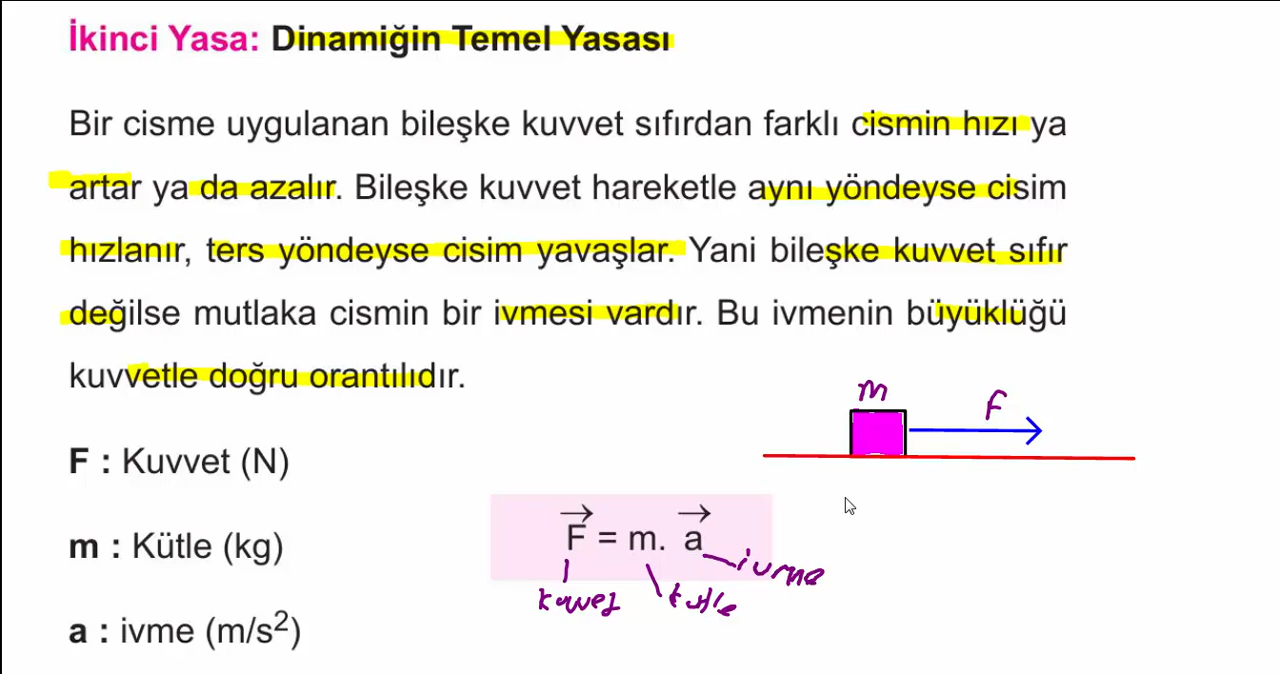 İkinci Yasa: Dinamiğin Temel Yasası
Bir cisme uygulanan bileşke kuvvet sıfırdan farklı cismin hızı ya
artar ya da azalır. Bileşke kuvvet hareketle aynı yöndeyse cisim
hızlanır, ters yöndeyse cisim yavaşlar. Yani bileşke kuvvet sıfır
değilse mutlaka cismin bir ivmesi vardır. Bu ivmenin büyüklüğü
kuvvetle doğru orantılıdır.
m
F
F : Kuvvet (N)
F = m. a
m : Kütle (kg)
ivme
kuvvet
kutle
a : ivme (m/s²)